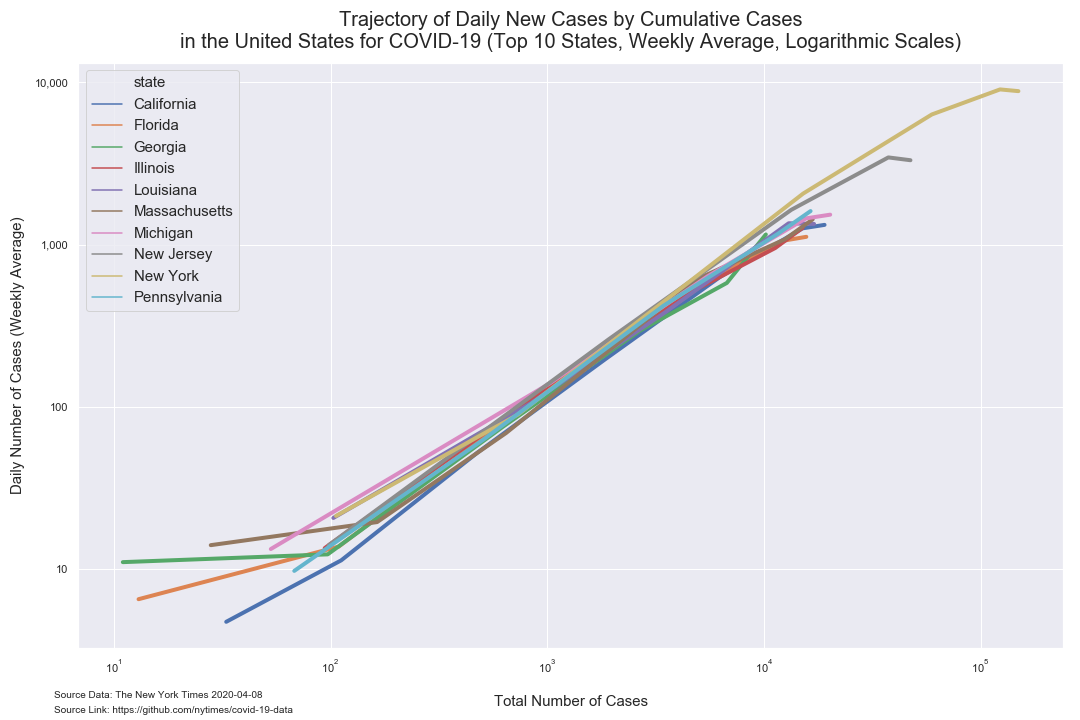 Trajectory of Daily New Cases by Cumulative Cases
in the United States for COVID-19 (Top 10 States, Weekly Average, Logarithmic Scales)
state
California
Florida
Georgia
Illinois
Louisiana
Massachusetts
Michigan
New Jersey
New York
Pennsylvania
Daily Number of Cases (Weekly Average)
10,000
1,000
100
10
10¹ 10² 10³ 10⁴ 10⁵
Total Number of Cases
Source Data: The New York Times 2020-04-08
Source Link: https://github.com/nytimes/covid-19-data